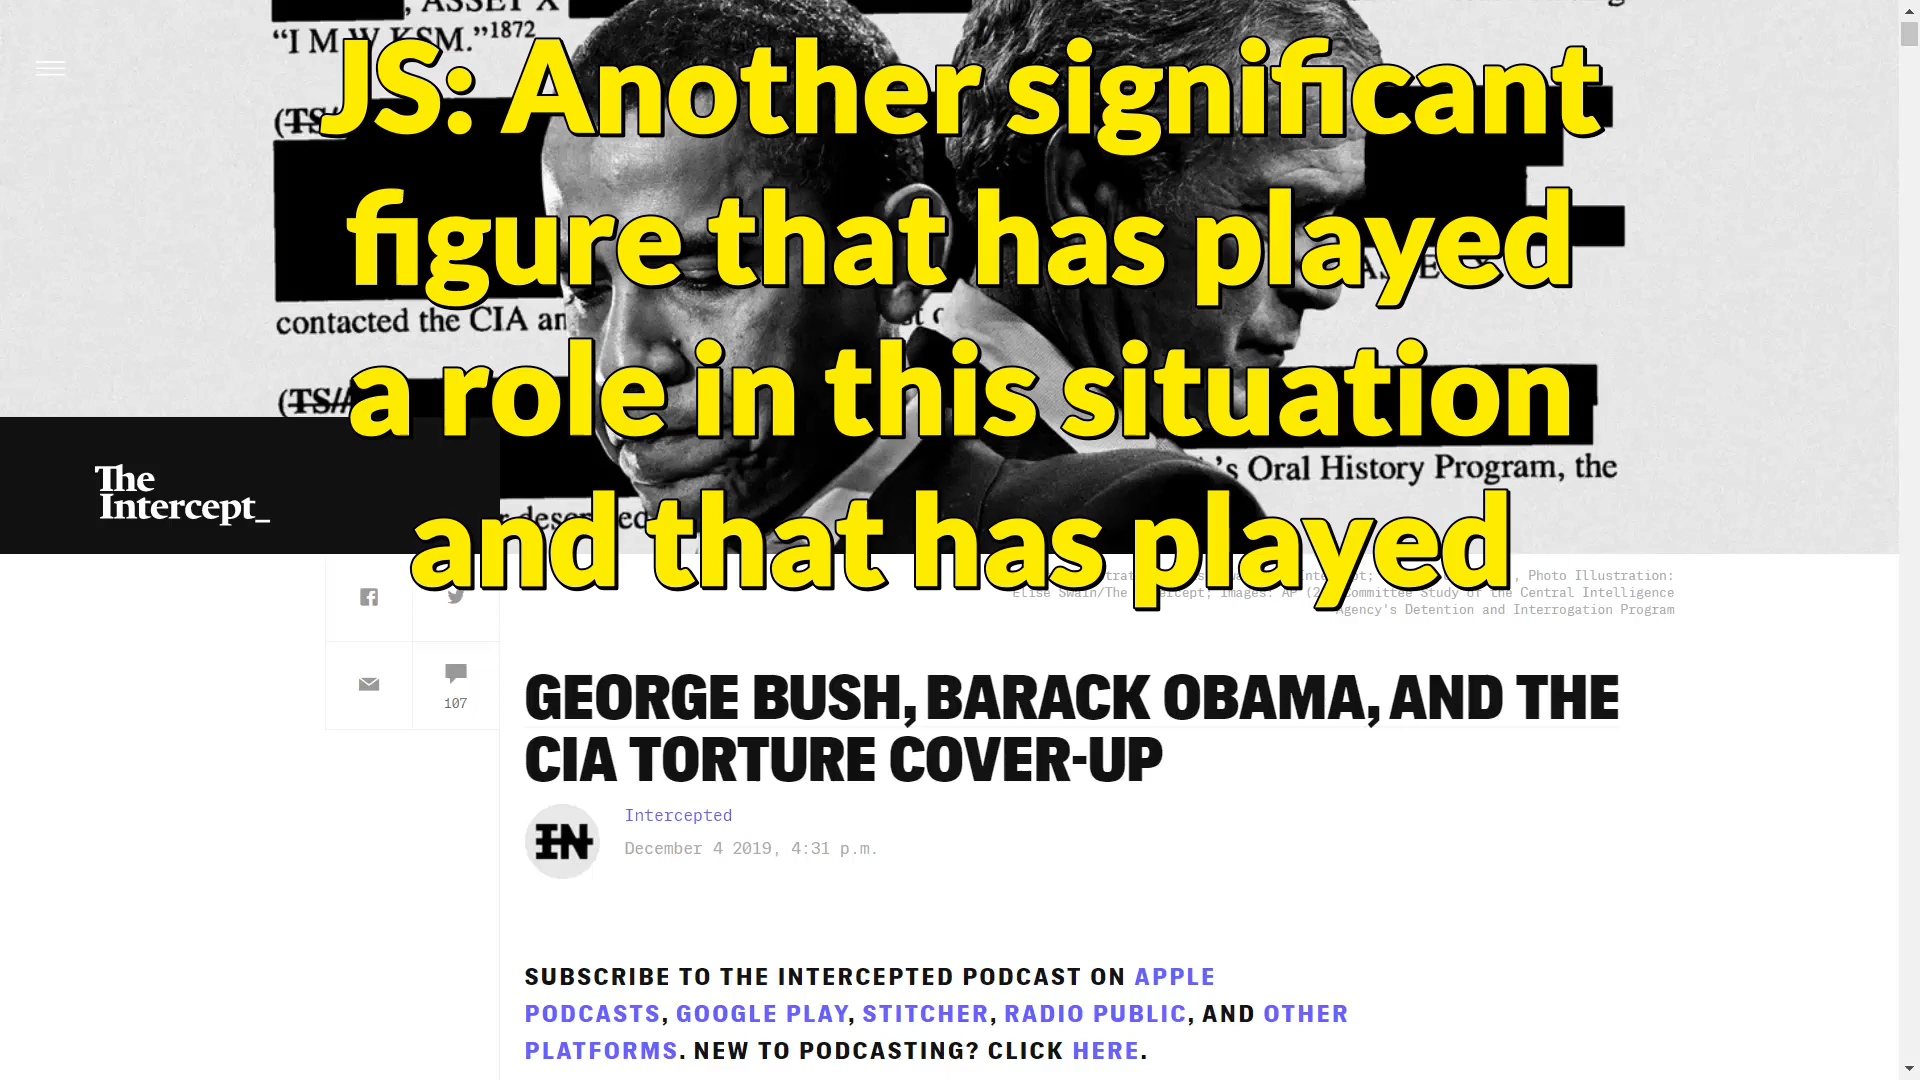 , ASSET X
"I M W KSM."1872
JS: Another significant
figure that has played
a role in this situation
and that has played
(TS//
contacted the CIA an
(TS//
's Oral History Program, the
The
Intercept_
, Photo Illustration:
Elise Swain/The Intercept; Images: AP (2), Committee Study of the Central Intelligence
Agency's Detention and Interrogation Program
107
GEORGE BUSH, BARACK OBAMA, AND THE
CIA TORTURE COVER-UP
IN
Intercepted
December 4 2019, 4:31 p.m.
SUBSCRIBE TO THE INTERCEPTED PODCAST ON APPLE
PODCASTS, GOOGLE PLAY, STITCHER, RADIO PUBLIC, AND OTHER
PLATFORMS. NEW TO PODCASTING? CLICK HERE.